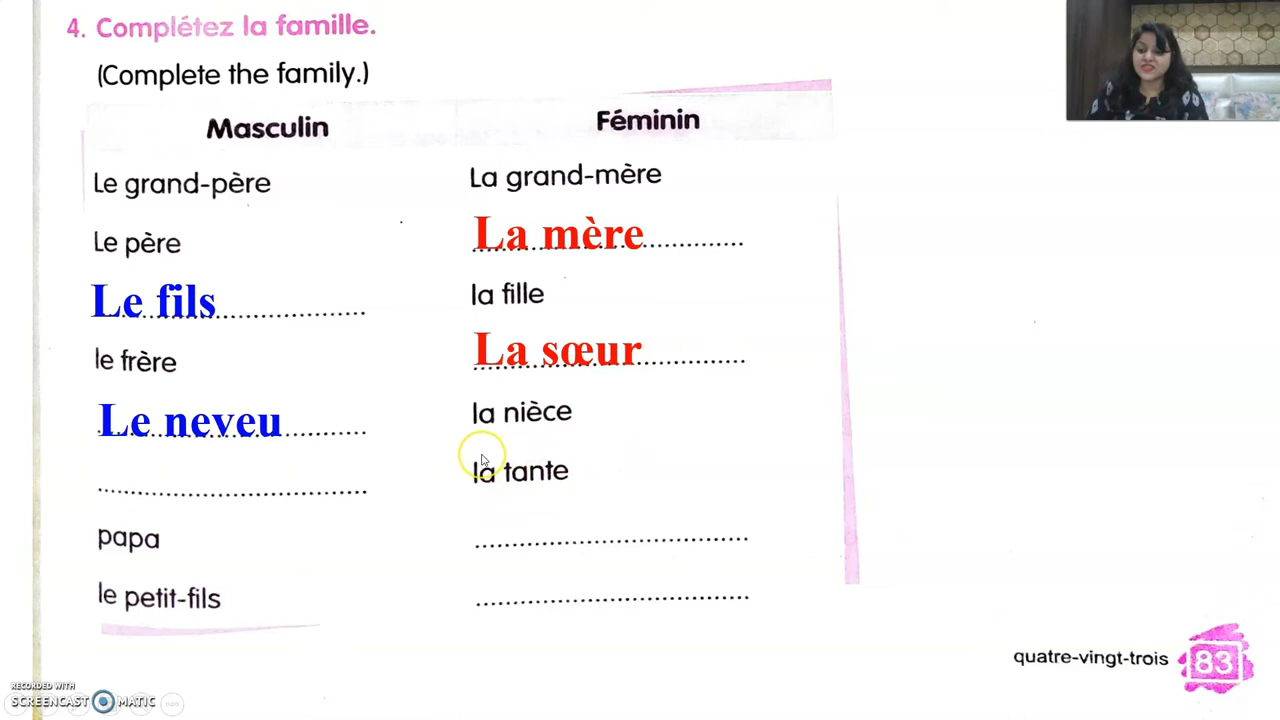 4. Complétez la famille.
(Complete the family.)
Masculin Féminin
Le grand-père La grand-mère
Le père La mère
Le fils la fille
le frère La sœur
Le neveu la nièce
la tante
papa
le petit-fils
quatre-vingt-trois 83
RECORDED WITH
SCREENCAST MATIC